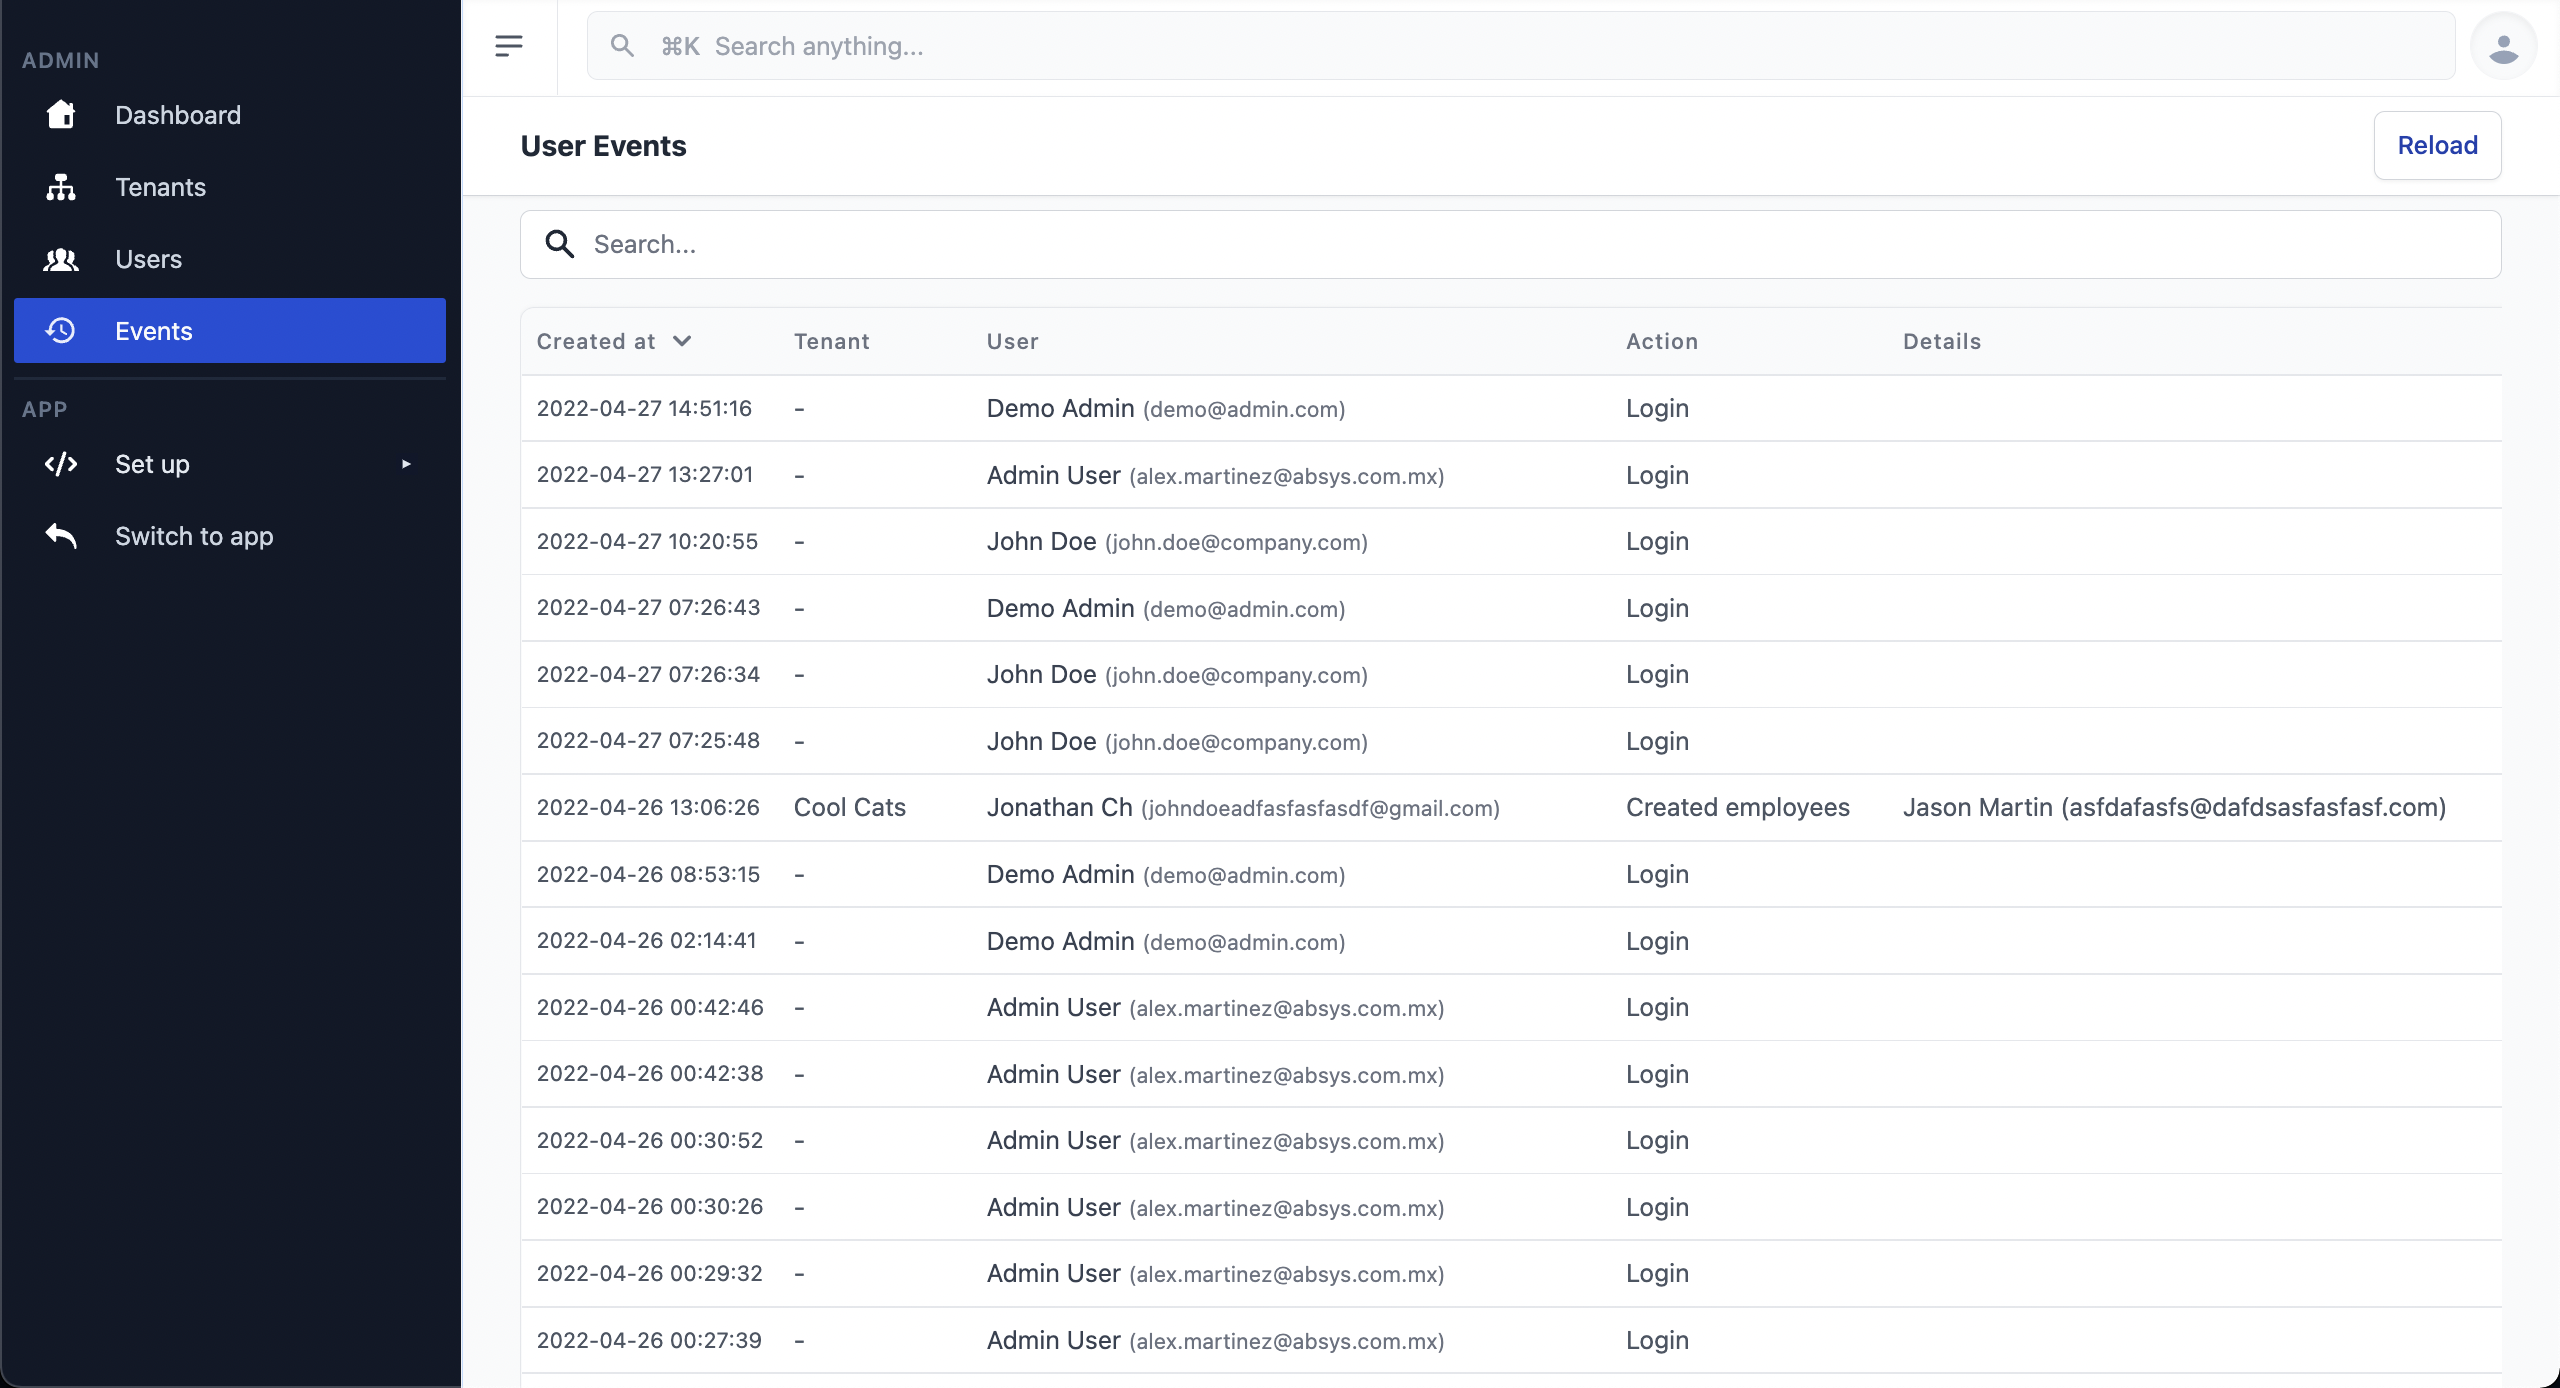 ADMIN
Dashboard
Tenants
Users
Events
APP
Set up
Switch to app
⌘K Search anything...
User Events
Reload
Search...
Created at Tenant User Action Details
2022-04-27 14:51:16 - Demo Admin (demo@admin.com) Login
2022-04-27 13:27:01 - Admin User (alex.martinez@absys.com.mx) Login
2022-04-27 10:20:55 - John Doe (john.doe@company.com) Login
2022-04-27 07:26:43 - Demo Admin (demo@admin.com) Login
2022-04-27 07:26:34 - John Doe (john.doe@company.com) Login
2022-04-27 07:25:48 - John Doe (john.doe@company.com) Login
2022-04-26 13:06:26 Cool Cats Jonathan Ch (johndoeadfasfasfasdf@gmail.com) Created employees Jason Martin (asfdafasfs@dafdsasfasfasf.com)
2022-04-26 08:53:15 - Demo Admin (demo@admin.com) Login
2022-04-26 02:14:41 - Demo Admin (demo@admin.com) Login
2022-04-26 00:42:46 - Admin User (alex.martinez@absys.com.mx) Login
2022-04-26 00:42:38 - Admin User (alex.martinez@absys.com.mx) Login
2022-04-26 00:30:52 - Admin User (alex.martinez@absys.com.mx) Login
2022-04-26 00:30:26 - Admin User (alex.martinez@absys.com.mx) Login
2022-04-26 00:29:32 - Admin User (alex.martinez@absys.com.mx) Login
2022-04-26 00:27:39 - Admin User (alex.martinez@absys.com.mx) Login